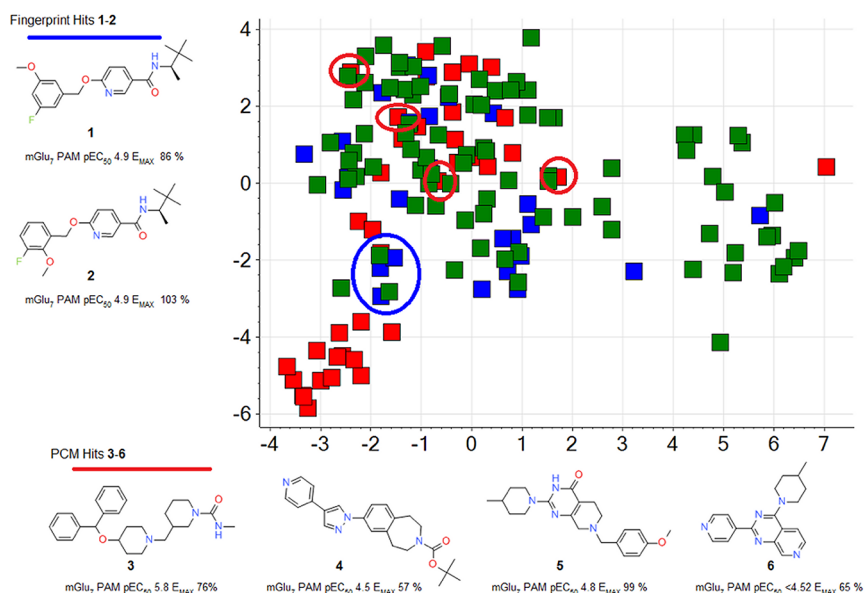 Fingerprint Hits 1-2
1
mGlu7 PAM pEC50 4.9 EMAX 86 %
2
mGlu7 PAM pEC50 4.9 EMAX 103 %
4
2
0
-2
-4
-6
-4 -3 -2 -1 0 1 2 3 4 5 6 7
PCM Hits 3-6
3
mGlu7 PAM pEC50 5.8 EMAX 76%
4
mGlu7 PAM pEC50 4.5 EMAX 57 %
5
mGlu7 PAM pEC50 4.8 EMAX 99 %
6
mGlu7 PAM pEC50 <4.52 EMAX 65 %